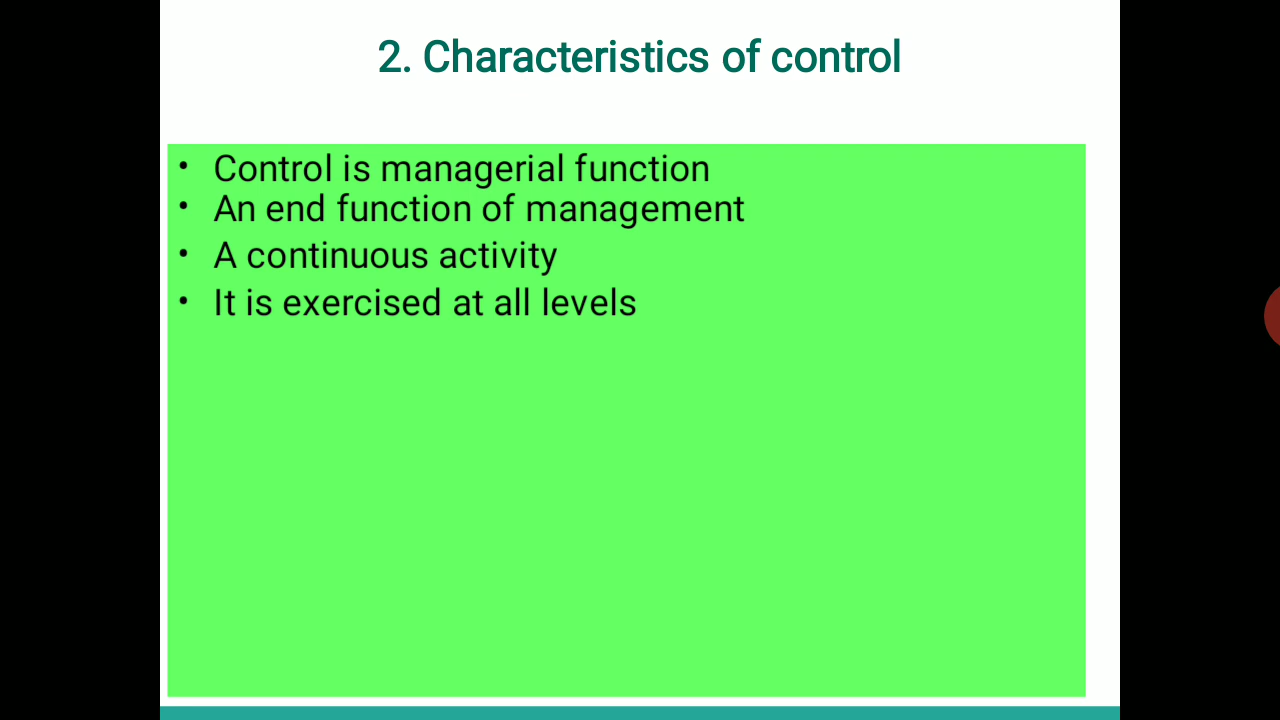 2. Characteristics of control
• Control is managerial function
• An end function of management
• A continuous activity
• It is exercised at all levels